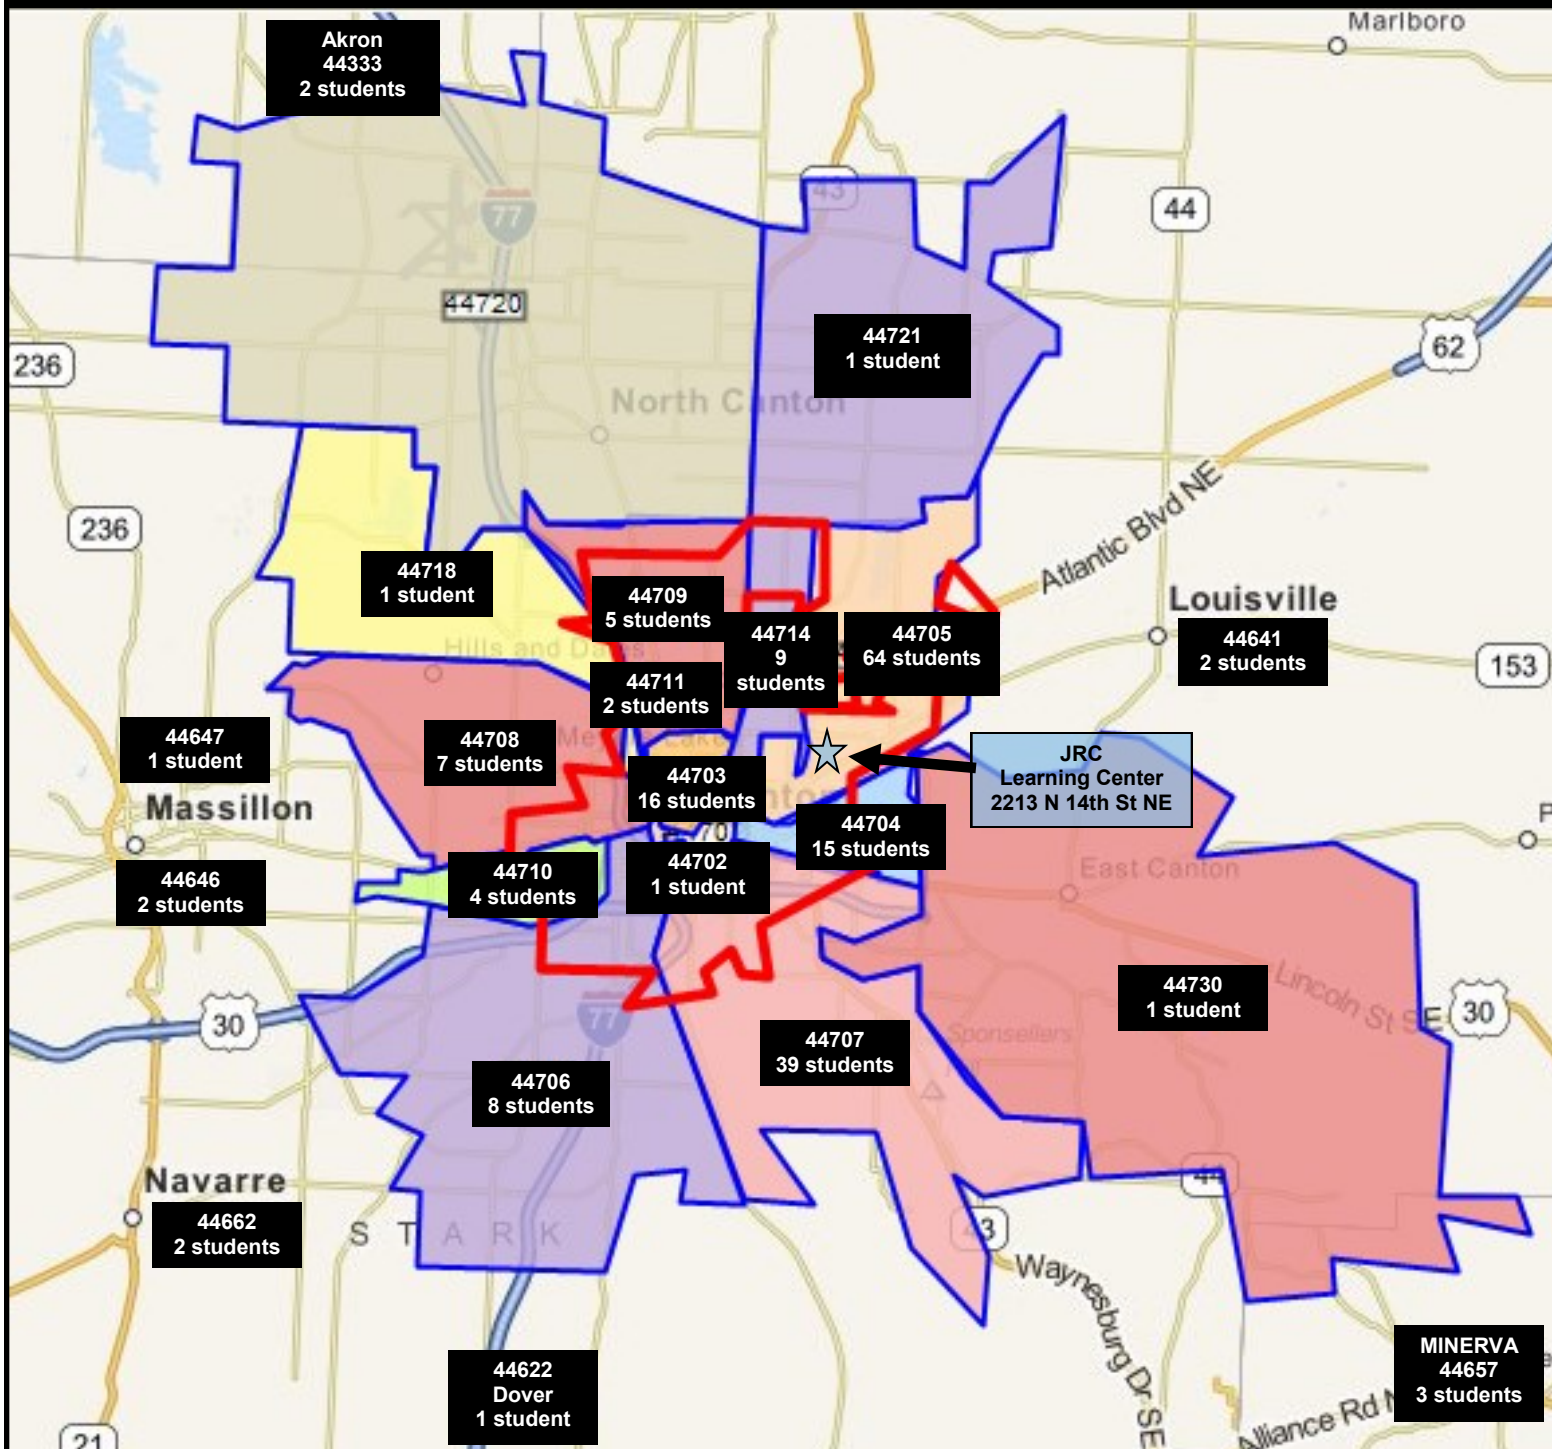 Marlboro
Akron
44333
2 students
43
44
77
44720
44721
1 student
62
236
North Canton
Atlantic Blvd NE
236
44718
1 student
44709
5 students
Louisville
44714
9
students
44705
64 students
44641
2 students
153
Hills and Dales
44711
2 students
44647
1 student
44708
7 students
JRC
Learning Center
2213 N 14th St NE
44703
16 students
Massillon
44704
15 students
44702
1 student
44710
4 students
East Canton
44646
2 students
Lincoln St SE
44730
1 student
30
30
77
Sponsellers
44707
39 students
44706
8 students
Navarre
44
44662
2 students
STARK
43
Waynesburg Dr SE
MINERVA
44657
3 students
44622
Dover
1 student
Alliance Rd
21